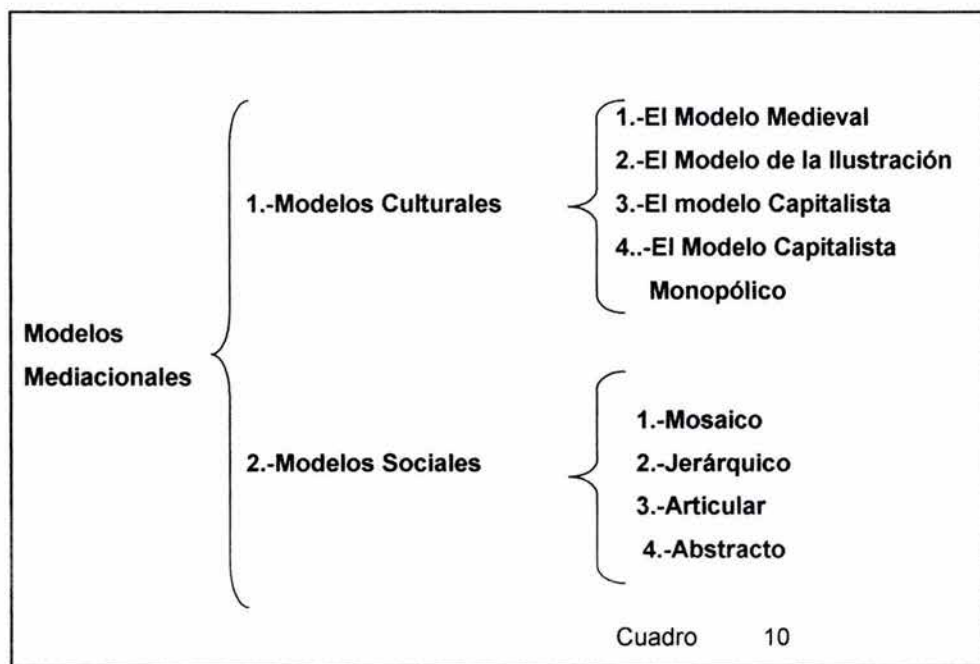 Modelos
Mediacionales
1.-Modelos Culturales
1.-El Modelo Medieval
2.-El Modelo de la Ilustración
3.-El modelo Capitalista
4..-El Modelo Capitalista
Monopólico
2.-Modelos Sociales
1.-Mosaico
2.-Jerárquico
3.-Articular
4.-Abstracto
Cuadro 10